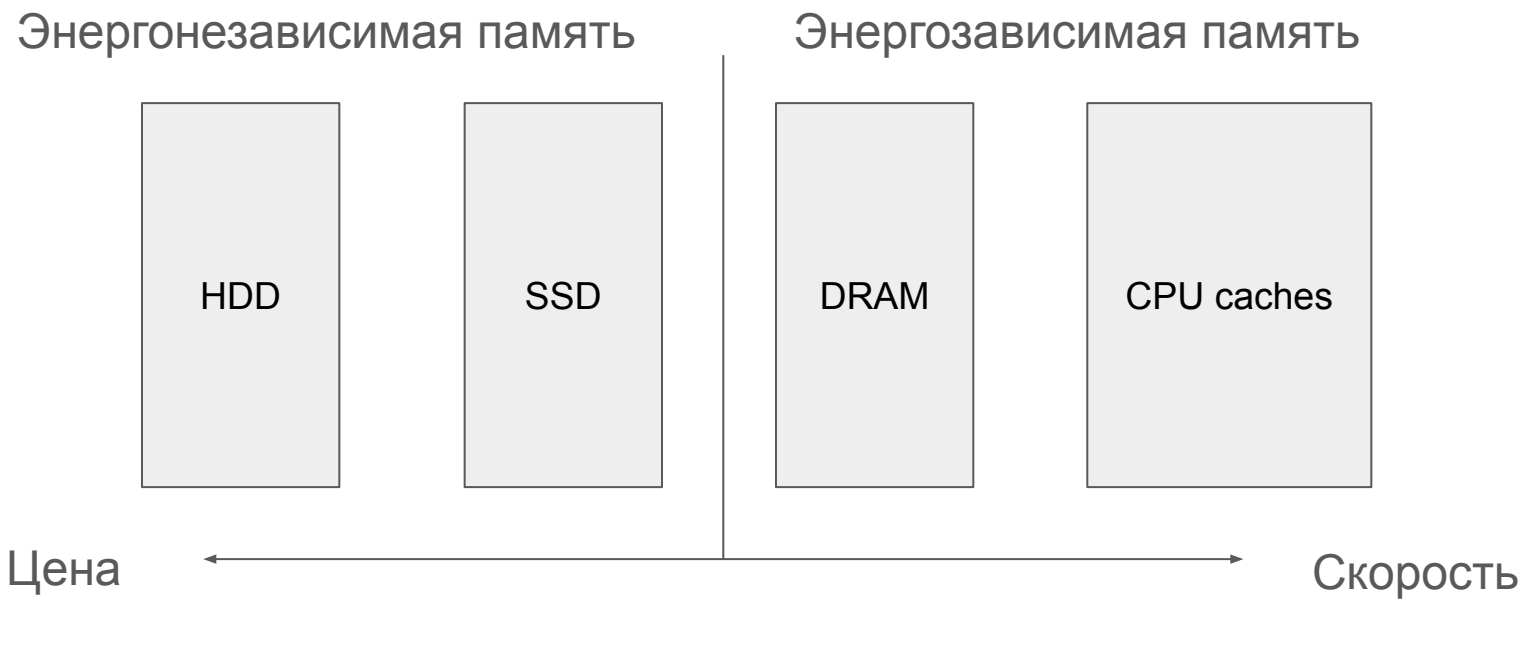 Энергонезависимая память
Энергозависимая память
HDD
SSD
DRAM
CPU caches
Цена
Скорость